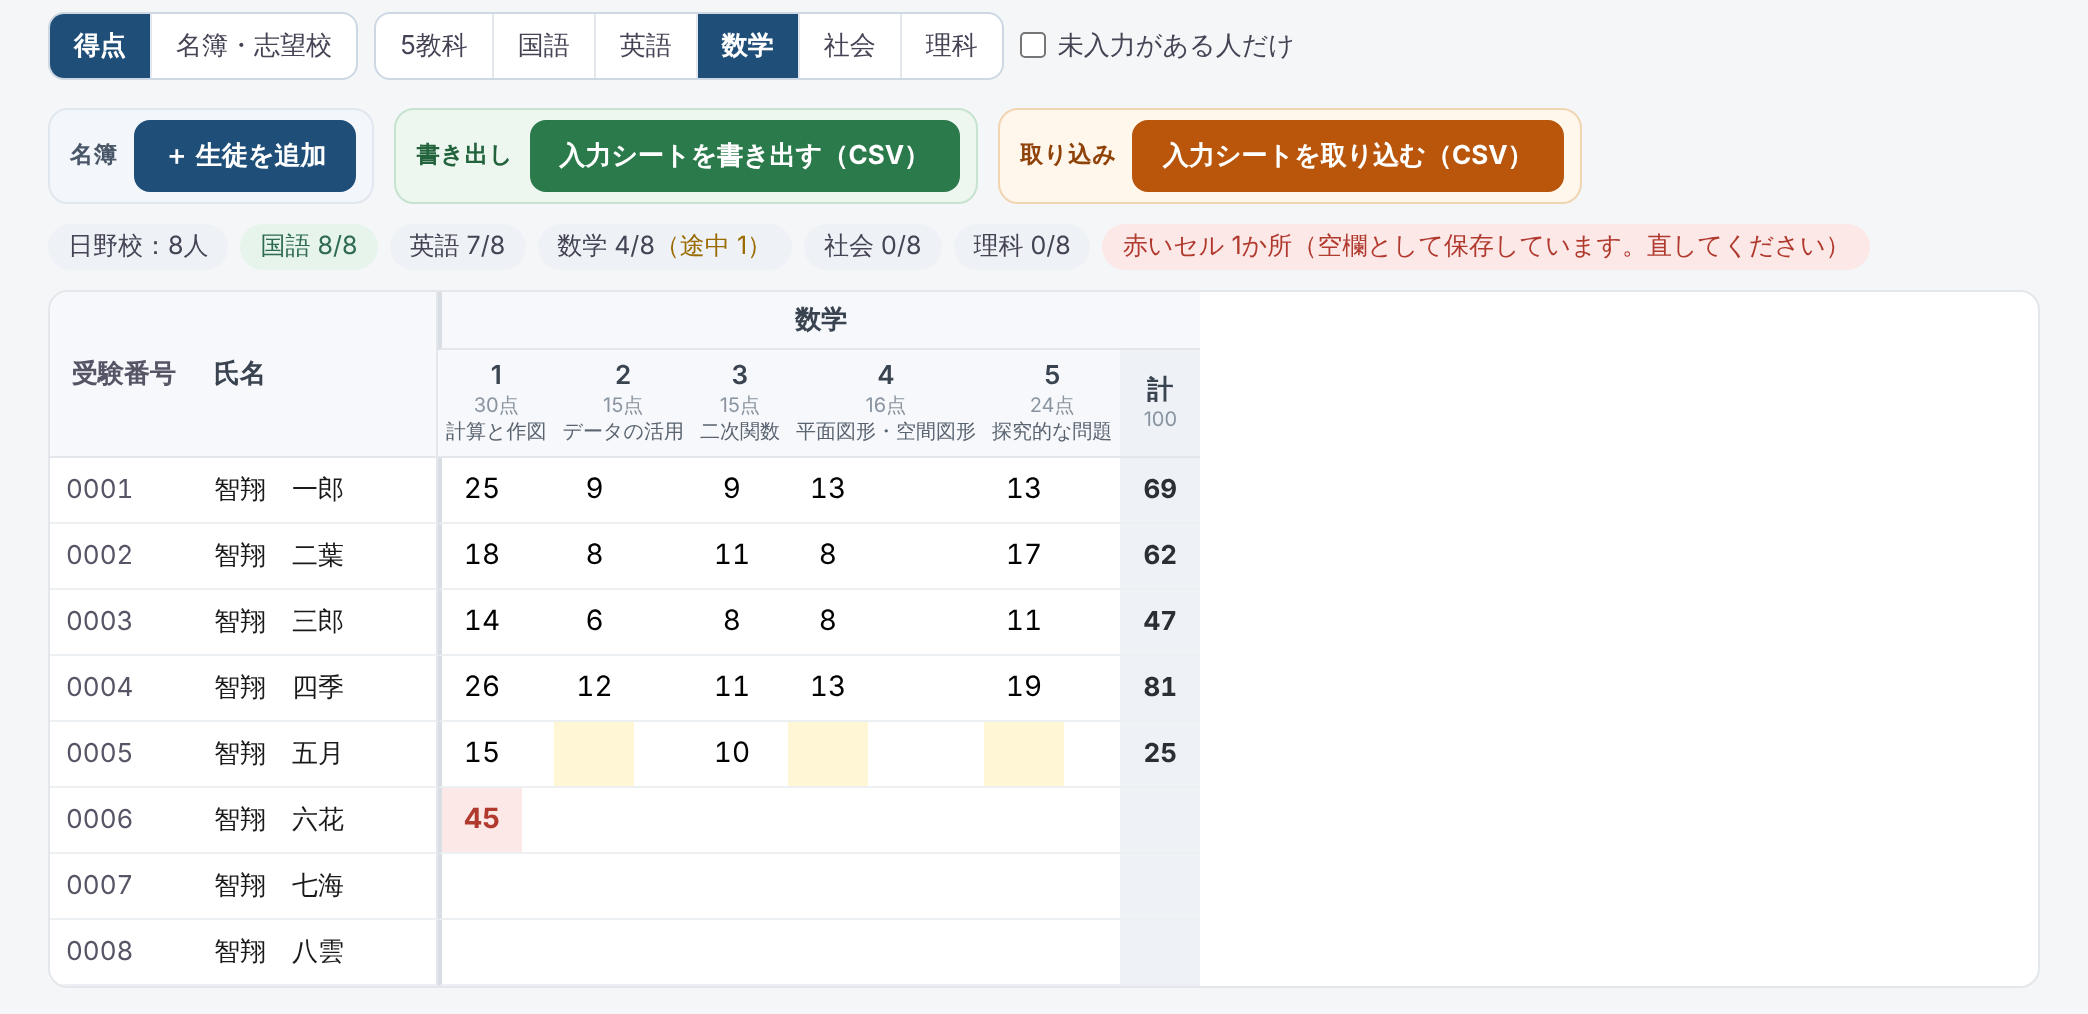 得点 名簿・志望校 5教科 国語 英語 数学 社会 理科 未入力がある人だけ
名簿 + 生徒を追加 書き出し 入力シートを書き出す（CSV） 取り込み 入力シートを取り込む（CSV）
日野校：8人 国語 8/8 英語 7/8 数学 4/8（途中 1） 社会 0/8 理科 0/8 赤いセル 1か所（空欄として保存しています。直してください）
数学
受験番号 氏名 1 2 3 4 5 計
30点 15点 15点 16点 24点 100
計算と作図 データの活用 二次関数 平面図形・空間図形 探究的な問題
0001 智翔　一郎 25 9 9 13 13 69
0002 智翔　二葉 18 8 11 8 17 62
0003 智翔　三郎 14 6 8 8 11 47
0004 智翔　四季 26 12 11 13 19 81
0005 智翔　五月 15 10 25
0006 智翔　六花 45
0007 智翔　七海
0008 智翔　八雲